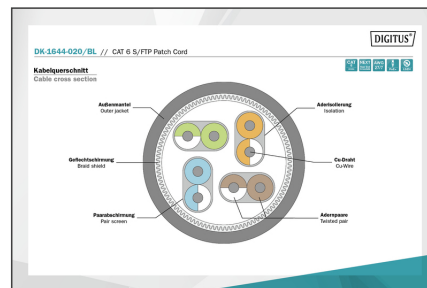 DIGITUS®
DK-1644-020/BL // CAT 6 S/FTP Patch Cord
Kabelquerschnitt
Cable cross section
Außenmantel
Outer jacket
Aderisolierung
Isolation
Geflechtschirmung
Braid shield
Cu-Draht
Cu-Wire
Paarabschirmung
Pair screen
Adernpaare
Twisted pair